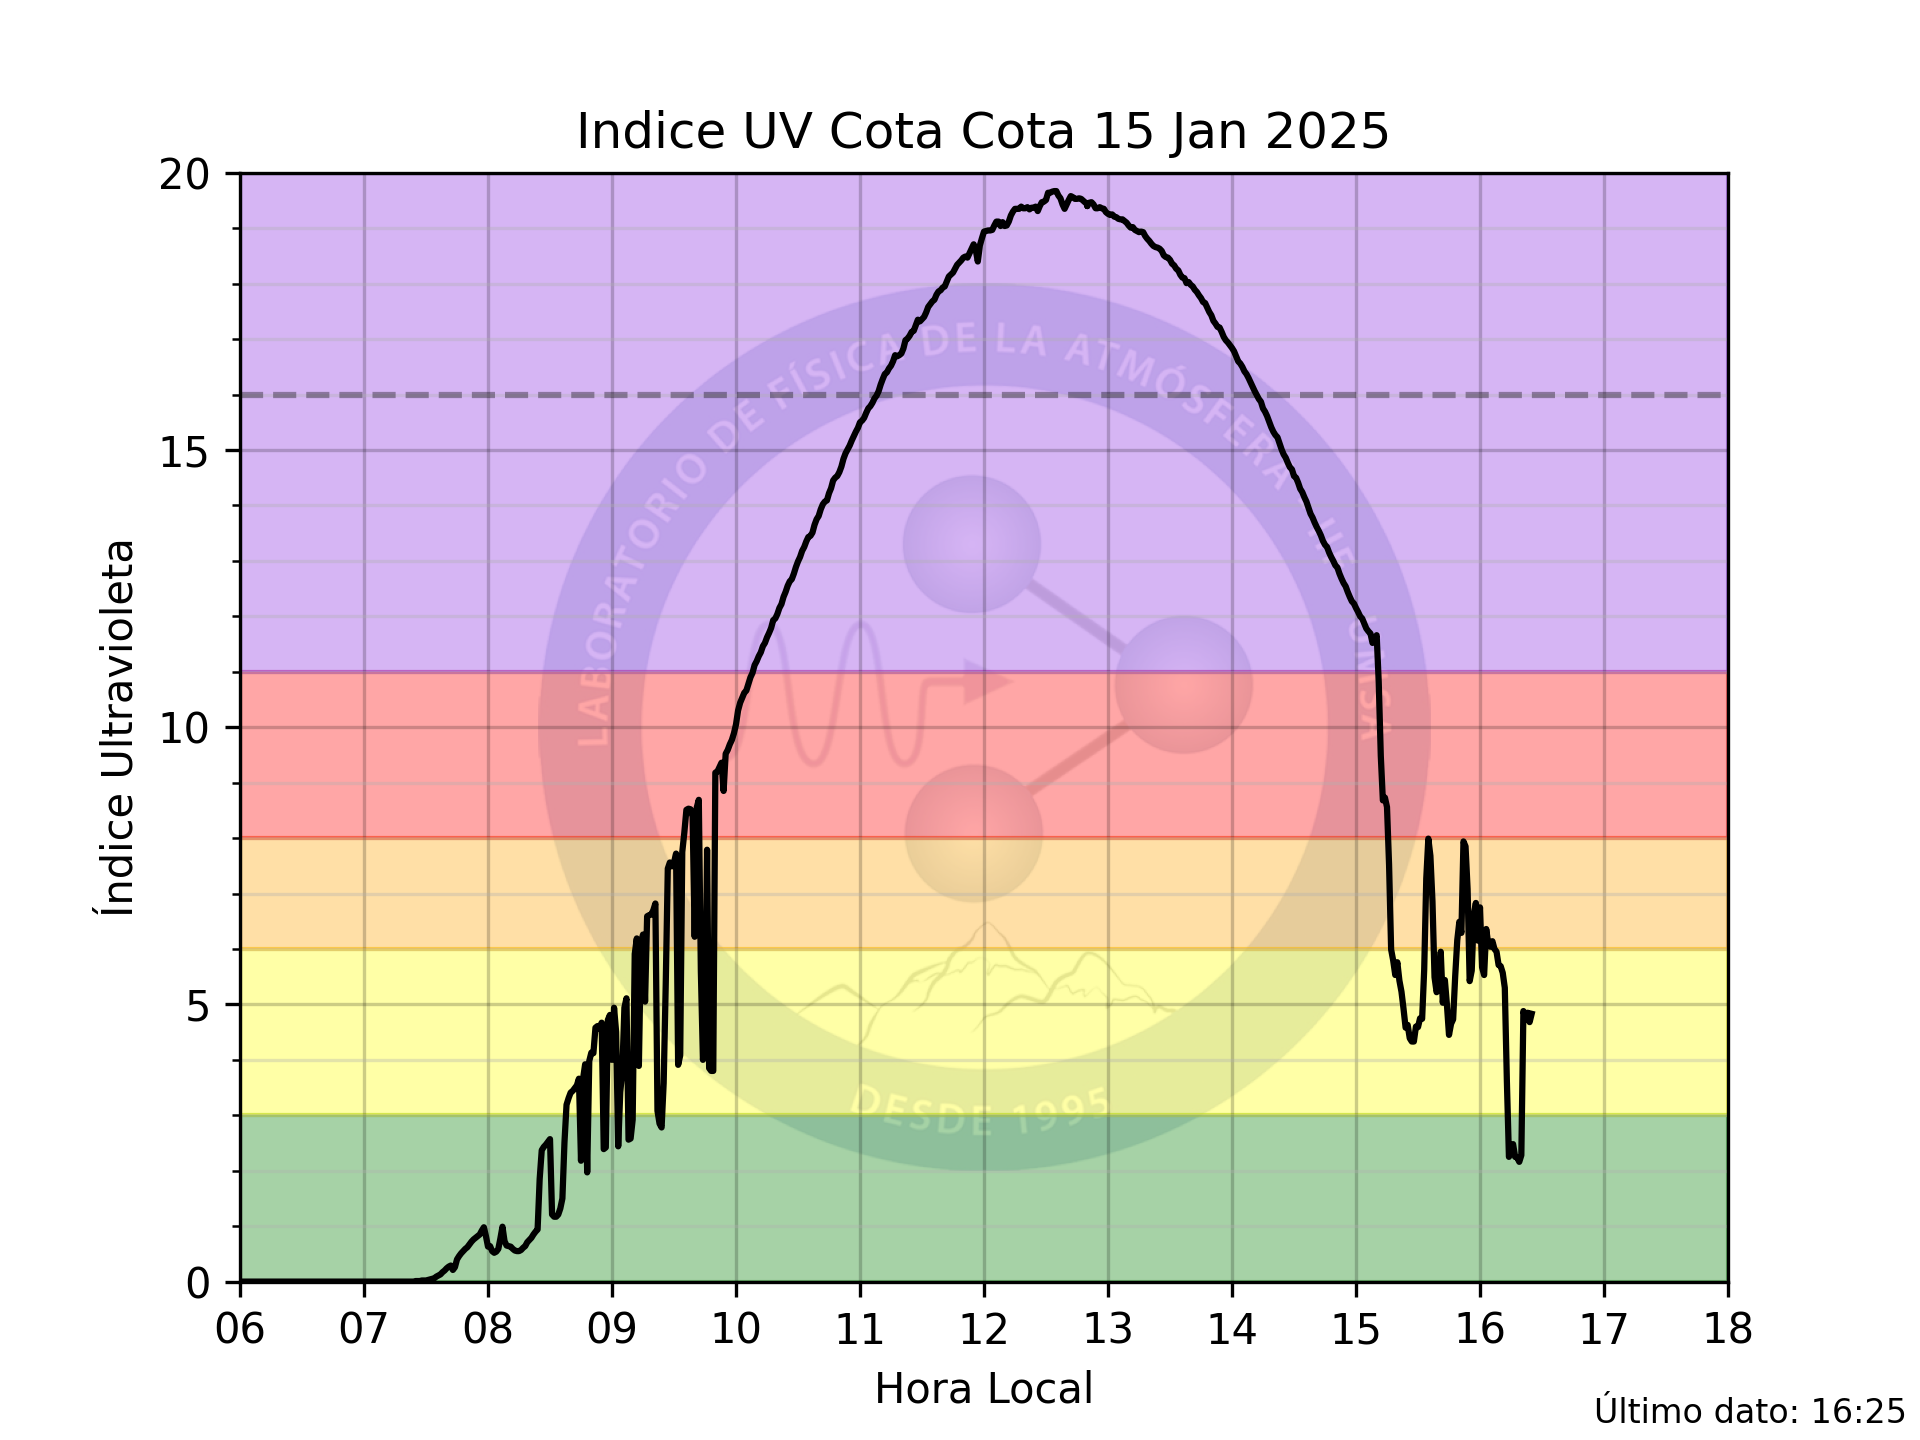 Indice UV Cota Cota 15 Jan 2025
20
15
10
5
0
Índice Ultravioleta
LABORATORIO DE FÍSICA DE LA ATMÓSFERA
UMSA
DESDE 1995
06 07 08 09 10 11 12 13 14 15 16 17 18
Hora Local
Último dato: 16:25